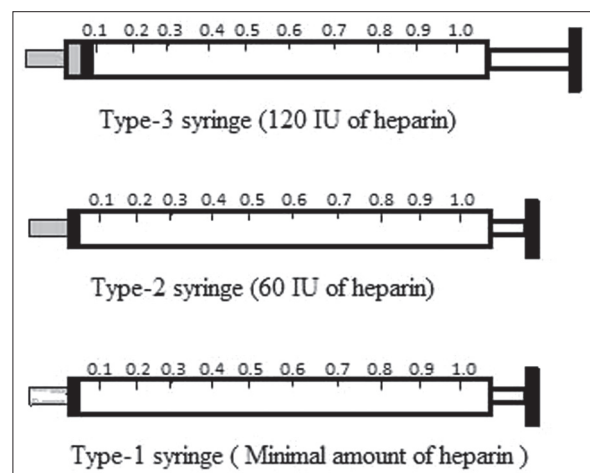 0.1 0.2 0.3 0.4 0.5 0.6 0.7 0.8 0.9 1.0
Type-3 syringe (120 IU of heparin)
0.1 0.2 0.3 0.4 0.5 0.6 0.7 0.8 0.9 1.0
Type-2 syringe (60 IU of heparin)
0.1 0.2 0.3 0.4 0.5 0.6 0.7 0.8 0.9 1.0
Type-1 syringe ( Minimal amount of heparin )